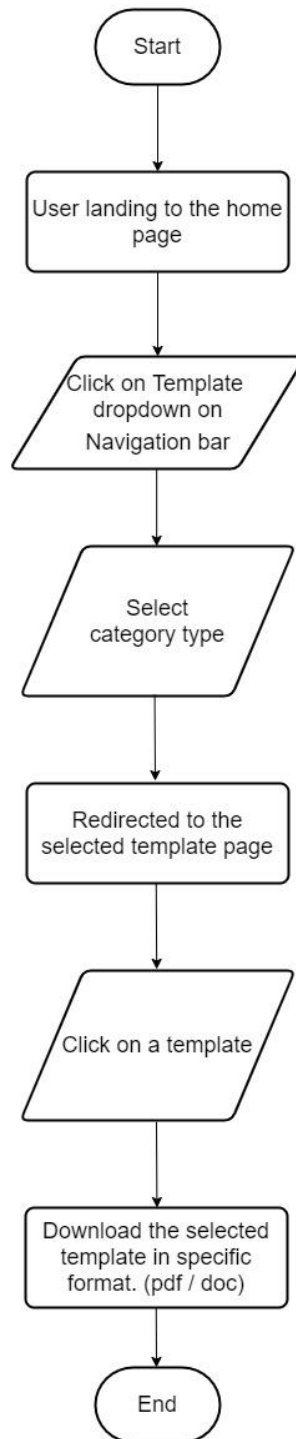 Start
User landing to the home
page
Click on Template
dropdown on
Navigation bar
Select
category type
Redirected to the
selected template page
Click on a template
Download the selected
template in specific
format. (pdf / doc)
End